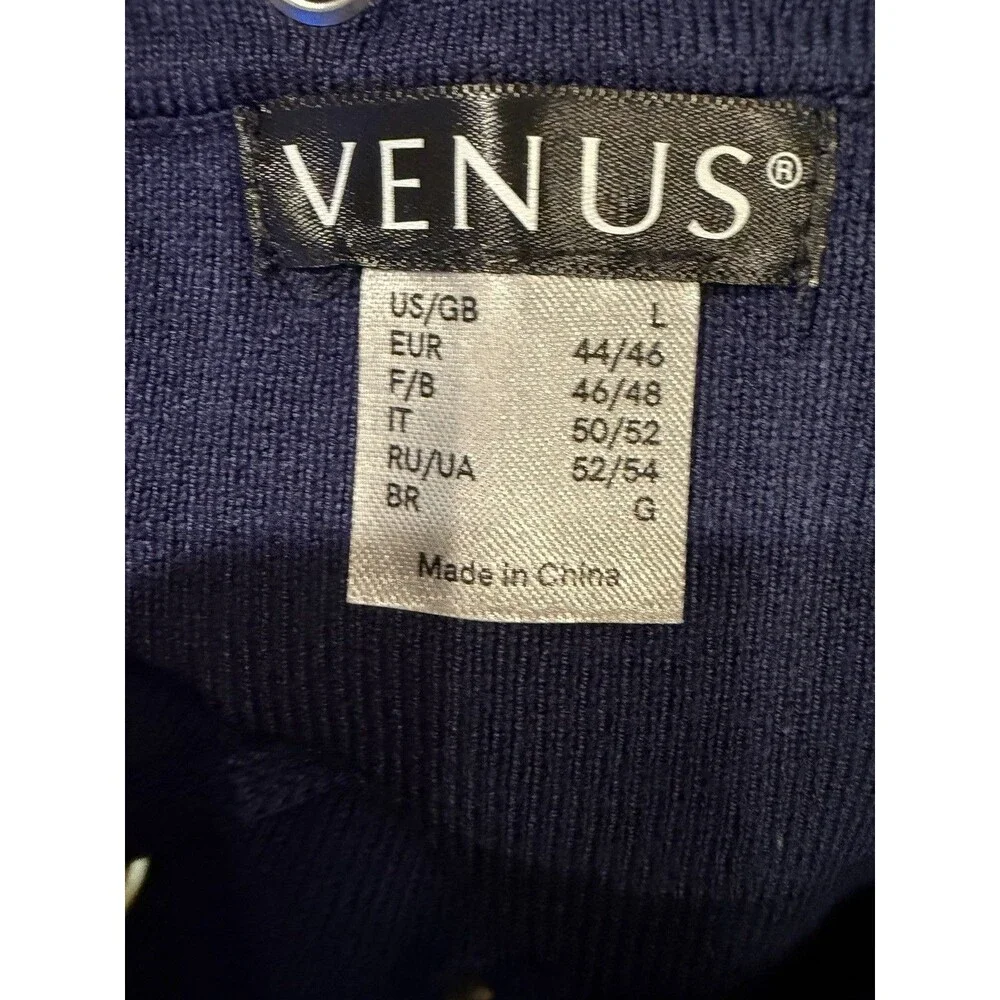 VENUS®
US/GB L
EUR 44/46
F/B 46/48
IT 50/52
RU/UA 52/54
BR G
Made in China